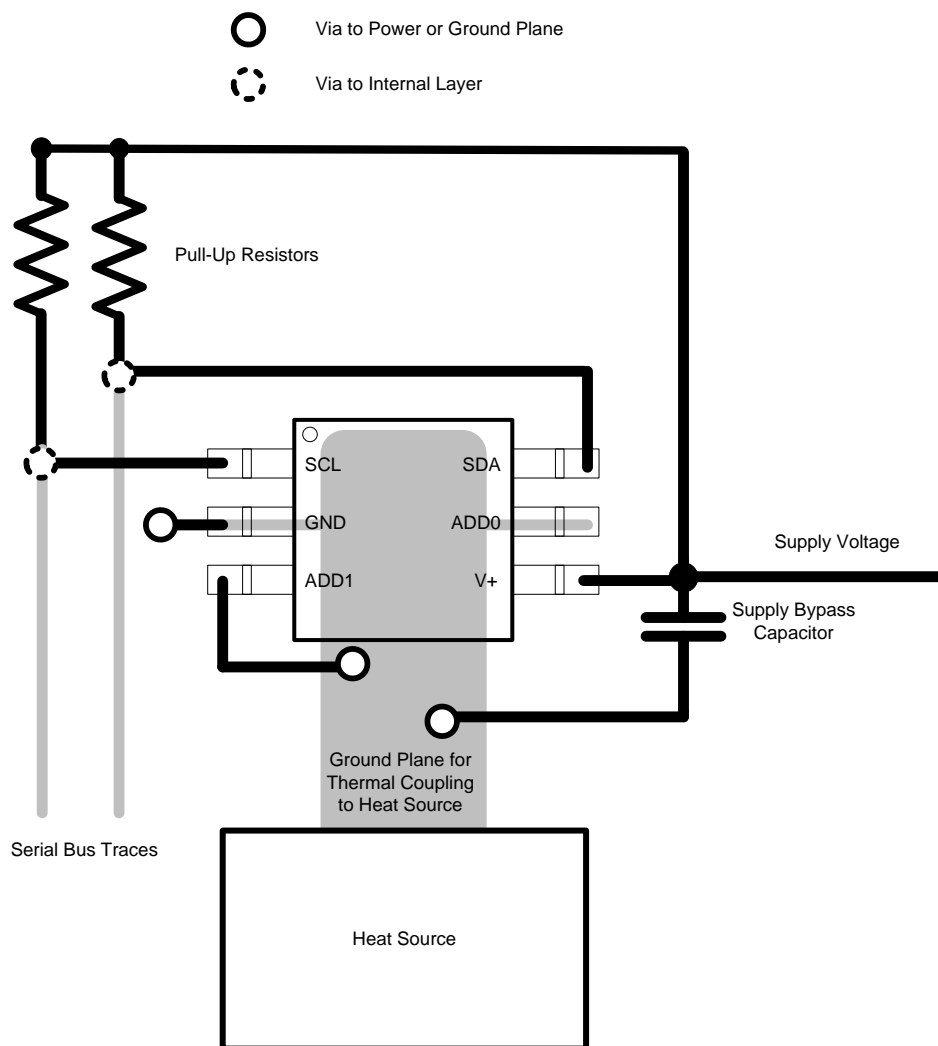 Via to Power or Ground Plane
Via to Internal Layer
Pull-Up Resistors
SCL
SDA
GND
ADD0
ADD1
V+
Supply Voltage
Supply Bypass
Capacitor
Ground Plane for
Thermal Coupling
to Heat Source
Serial Bus Traces
Heat Source